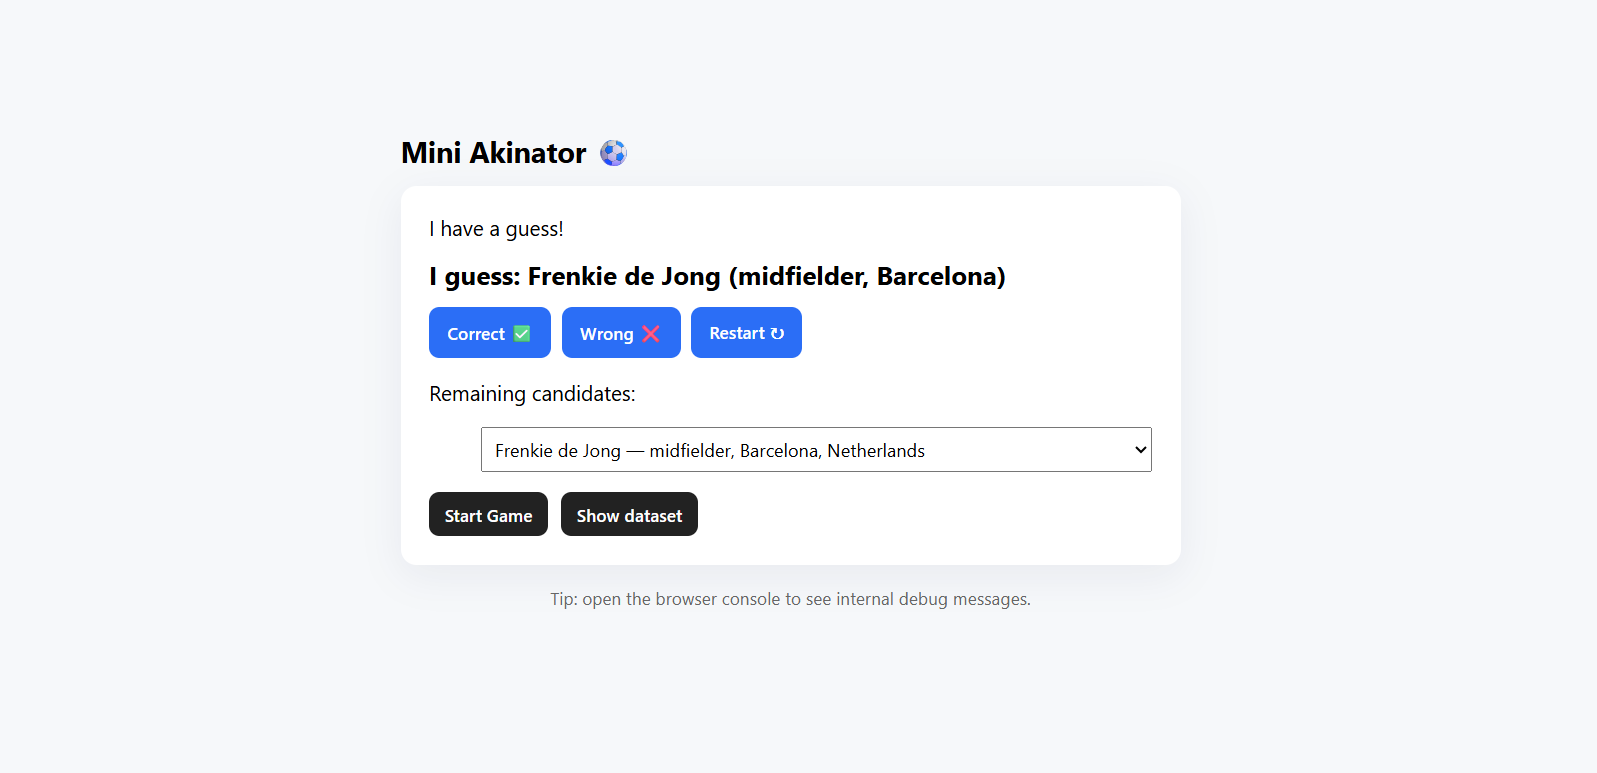 Mini Akinator ⚽
I have a guess!
I guess: Frenkie de Jong (midfielder, Barcelona)
Correct ✅ Wrong ❌ Restart ↻
Remaining candidates:
Frenkie de Jong — midfielder, Barcelona, Netherlands
Start Game Show dataset
Tip: open the browser console to see internal debug messages.